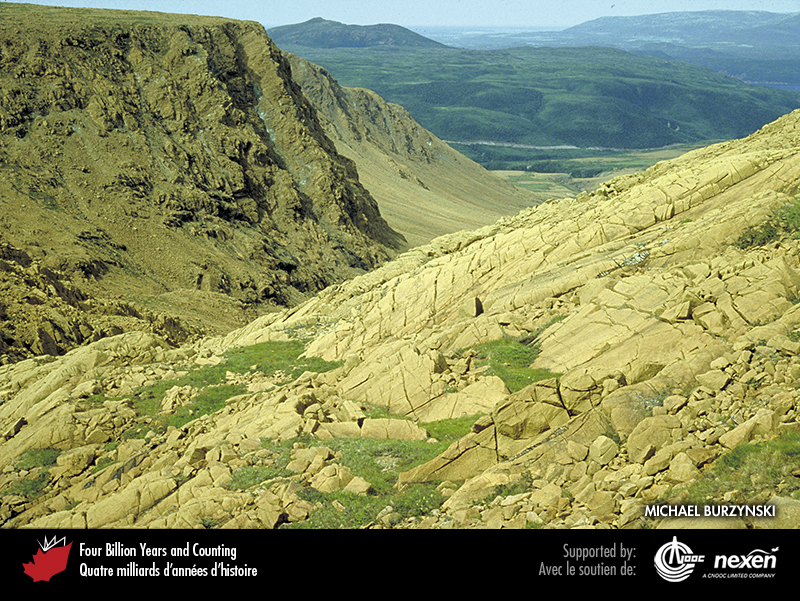 MICHAEL BURZYNSKI
Four Billion Years and Counting
Quatre milliards d'années d'histoire
Supported by:
Avec le soutien de:
CNOOC
nexen
A CNOOC LIMITED COMPANY